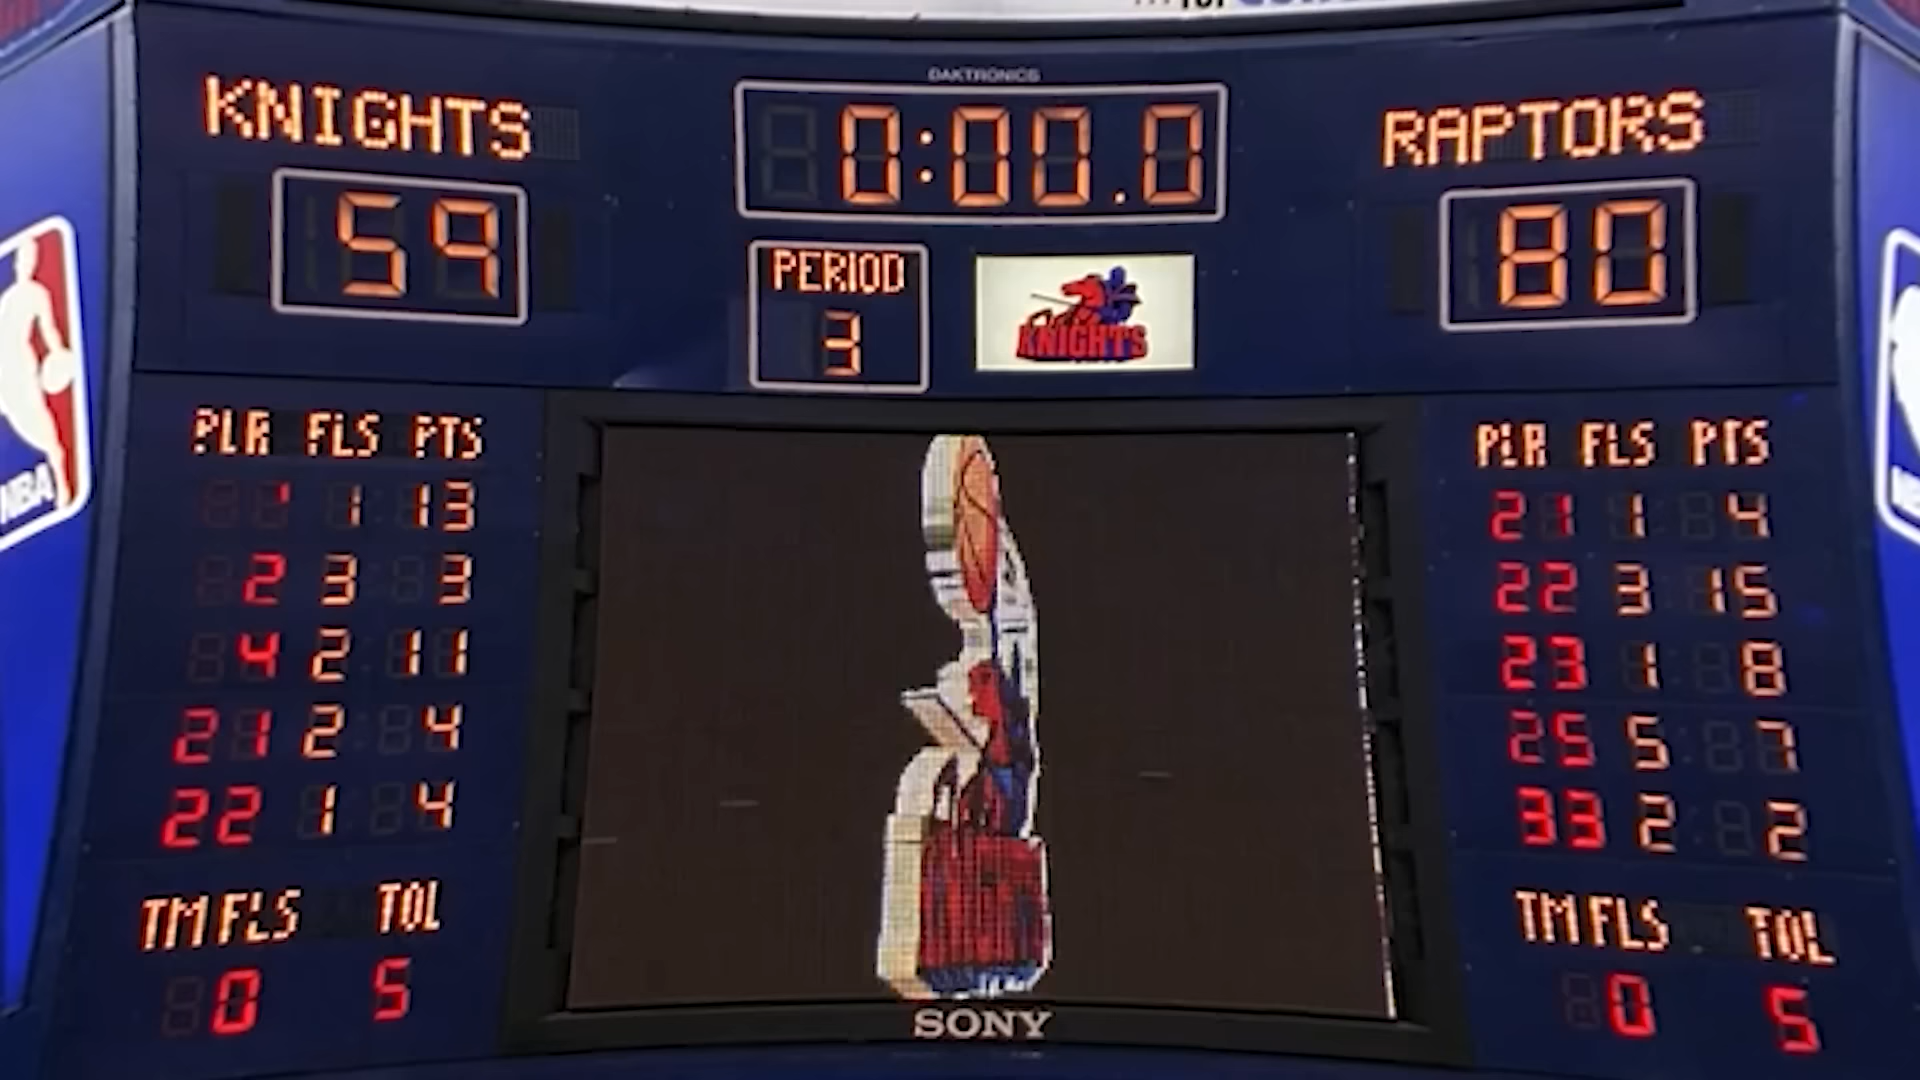 DAKTRONICS
KNIGHTS
0:00.0
RAPTORS
59
PERIOD
3
KNIGHTS
80
PLR FLS PTS
1 13
2 3 3
4 2 11
21 2 4
22 1 4
TM FLS TOL
0 5
PLR FLS PTS
21 1 4
22 3 15
23 1 8
25 5 7
33 2 2
TM FLS TOL
0 5
NBA
SONY